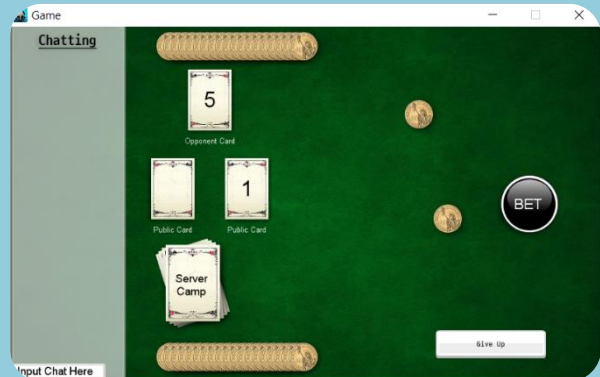 Game
Chatting
5
Opponent Card
1
Public Card
Public Card
BET
Server
Camp
Give Up
Input Chat Here